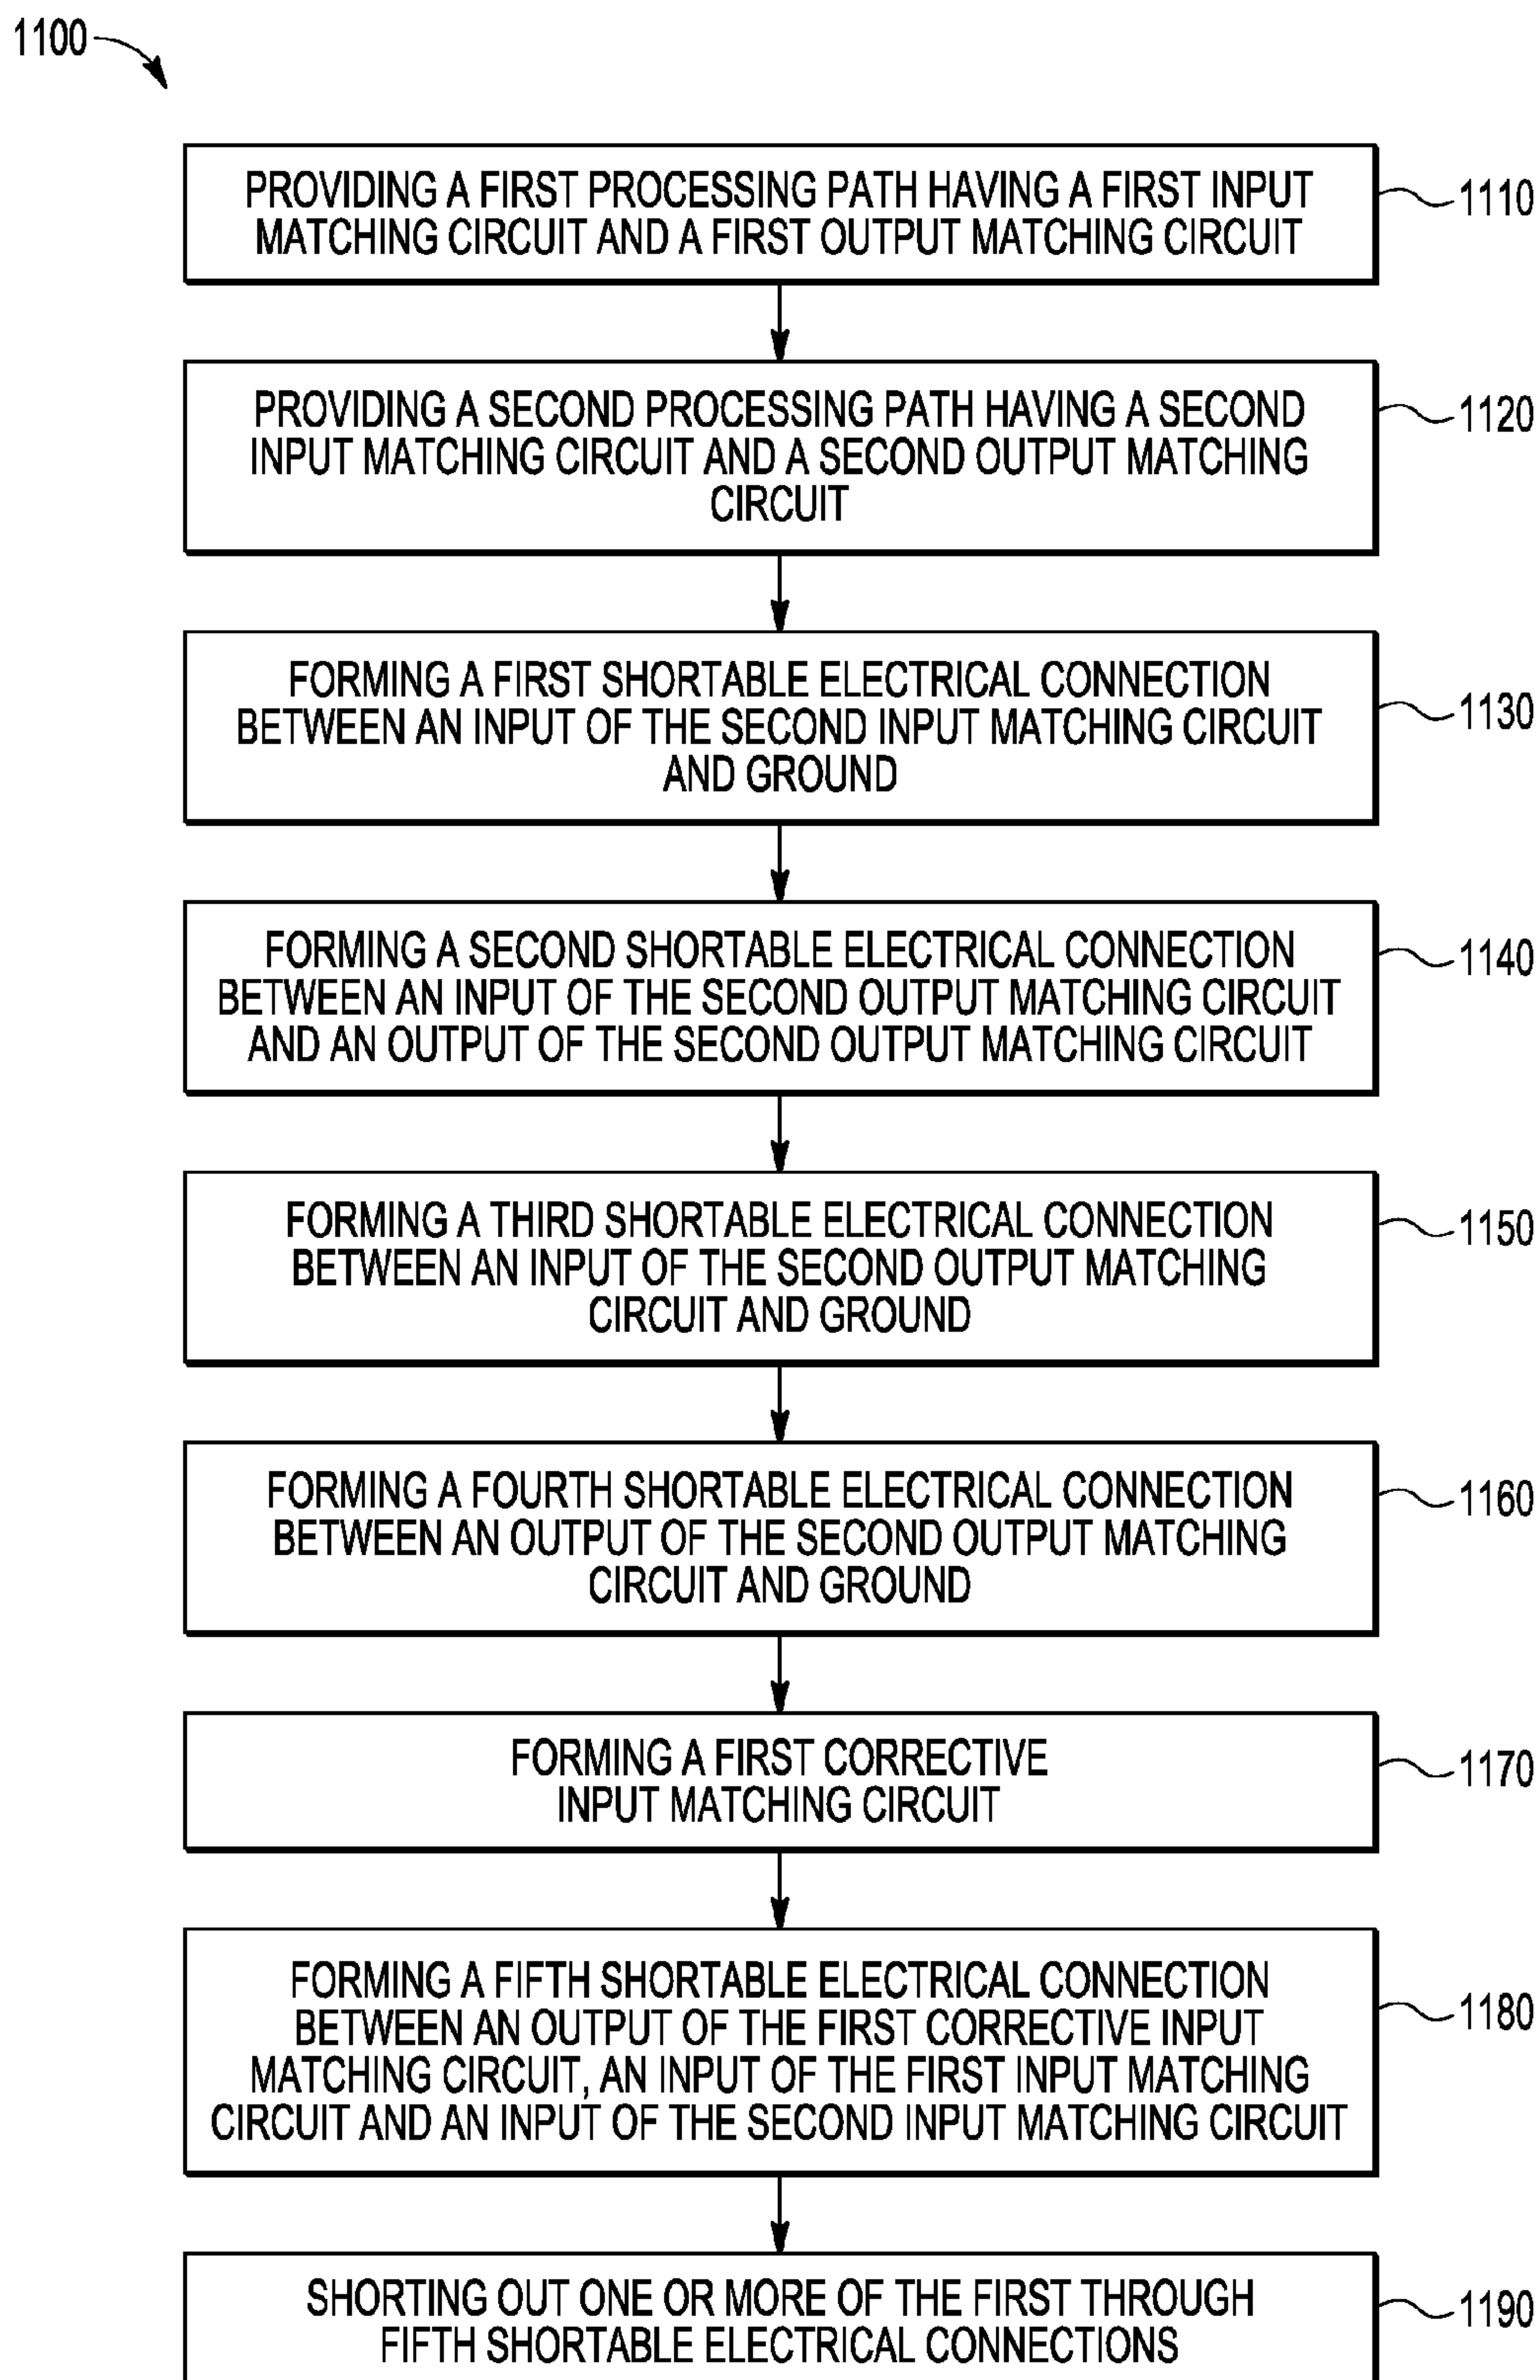 1100
PROVIDING A FIRST PROCESSING PATH HAVING A FIRST INPUT
MATCHING CIRCUIT AND A FIRST OUTPUT MATCHING CIRCUIT
1110
PROVIDING A SECOND PROCESSING PATH HAVING A SECOND
INPUT MATCHING CIRCUIT AND A SECOND OUTPUT MATCHING
CIRCUIT
1120
FORMING A FIRST SHORTABLE ELECTRICAL CONNECTION
BETWEEN AN INPUT OF THE SECOND INPUT MATCHING CIRCUIT
AND GROUND
1130
FORMING A SECOND SHORTABLE ELECTRICAL CONNECTION
BETWEEN AN INPUT OF THE SECOND OUTPUT MATCHING CIRCUIT
AND AN OUTPUT OF THE SECOND OUTPUT MATCHING CIRCUIT
1140
FORMING A THIRD SHORTABLE ELECTRICAL CONNECTION
BETWEEN AN INPUT OF THE SECOND OUTPUT MATCHING
CIRCUIT AND GROUND
1150
FORMING A FOURTH SHORTABLE ELECTRICAL CONNECTION
BETWEEN AN OUTPUT OF THE SECOND OUTPUT MATCHING
CIRCUIT AND GROUND
1160
FORMING A FIRST CORRECTIVE
INPUT MATCHING CIRCUIT
1170
FORMING A FIFTH SHORTABLE ELECTRICAL CONNECTION
BETWEEN AN OUTPUT OF THE FIRST CORRECTIVE INPUT
MATCHING CIRCUIT, AN INPUT OF THE FIRST INPUT MATCHING
CIRCUIT AND AN INPUT OF THE SECOND INPUT MATCHING CIRCUIT
1180
SHORTING OUT ONE OR MORE OF THE FIRST THROUGH
FIFTH SHORTABLE ELECTRICAL CONNECTIONS
1190